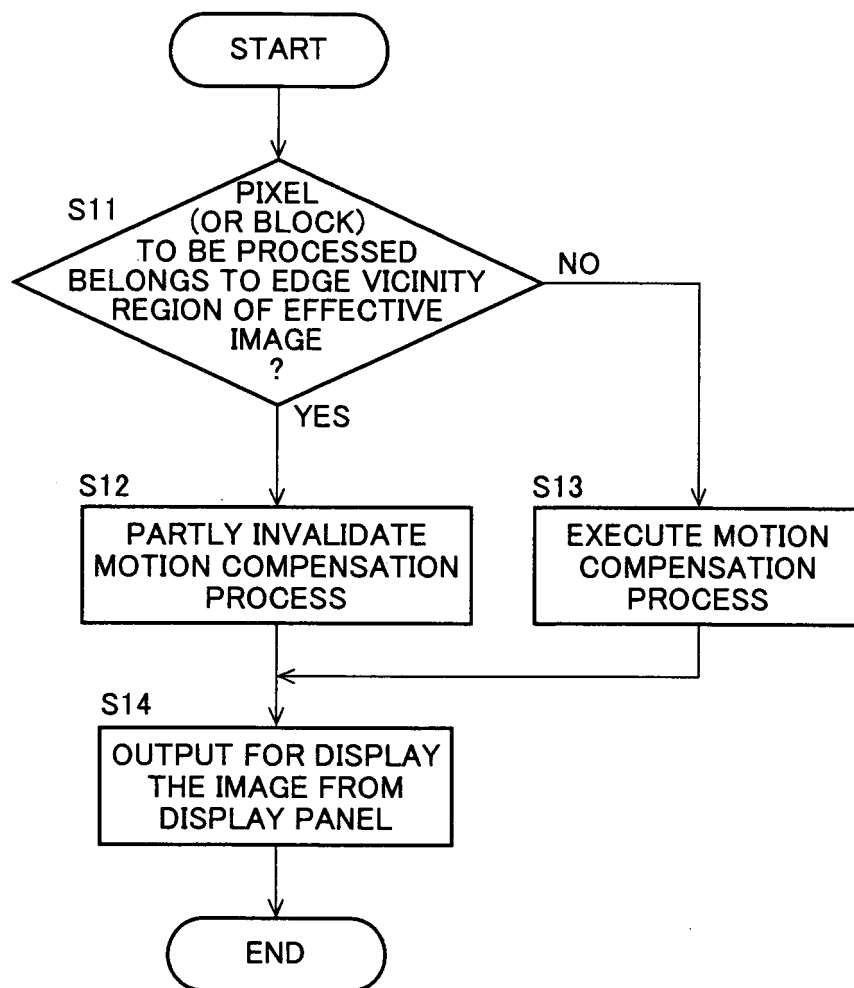 START
S11
PIXEL
(OR BLOCK)
TO BE PROCESSED
BELONGS TO EDGE VICINITY
REGION OF EFFECTIVE
IMAGE
?
NO
YES
S12
PARTLY INVALIDATE
MOTION COMPENSATION
PROCESS
S13
EXECUTE MOTION
COMPENSATION
PROCESS
S14
OUTPUT FOR DISPLAY
THE IMAGE FROM
DISPLAY PANEL
END